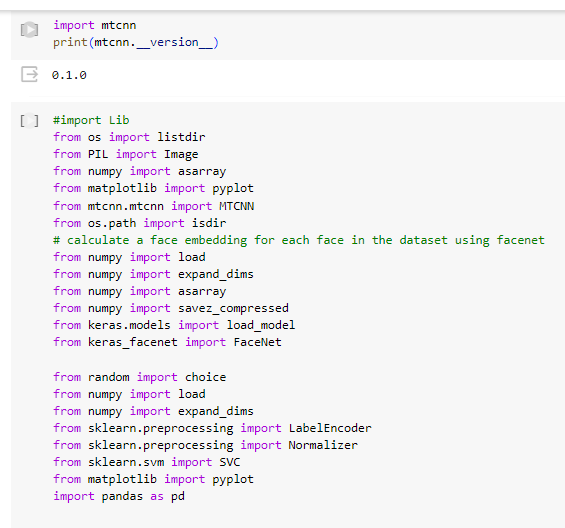 import mtcnn
print(mtcnn.__version__)
0.1.0
[ ]
#import Lib
from os import listdir
from PIL import Image
from numpy import asarray
from matplotlib import pyplot
from mtcnn.mtcnn import MTCNN
from os.path import isdir
# calculate a face embedding for each face in the dataset using facenet
from numpy import load
from numpy import expand_dims
from numpy import asarray
from numpy import savez_compressed
from keras.models import load_model
from keras_facenet import FaceNet
from random import choice
from numpy import load
from numpy import expand_dims
from sklearn.preprocessing import LabelEncoder
from sklearn.preprocessing import Normalizer
from sklearn.svm import SVC
from matplotlib import pyplot
import pandas as pd